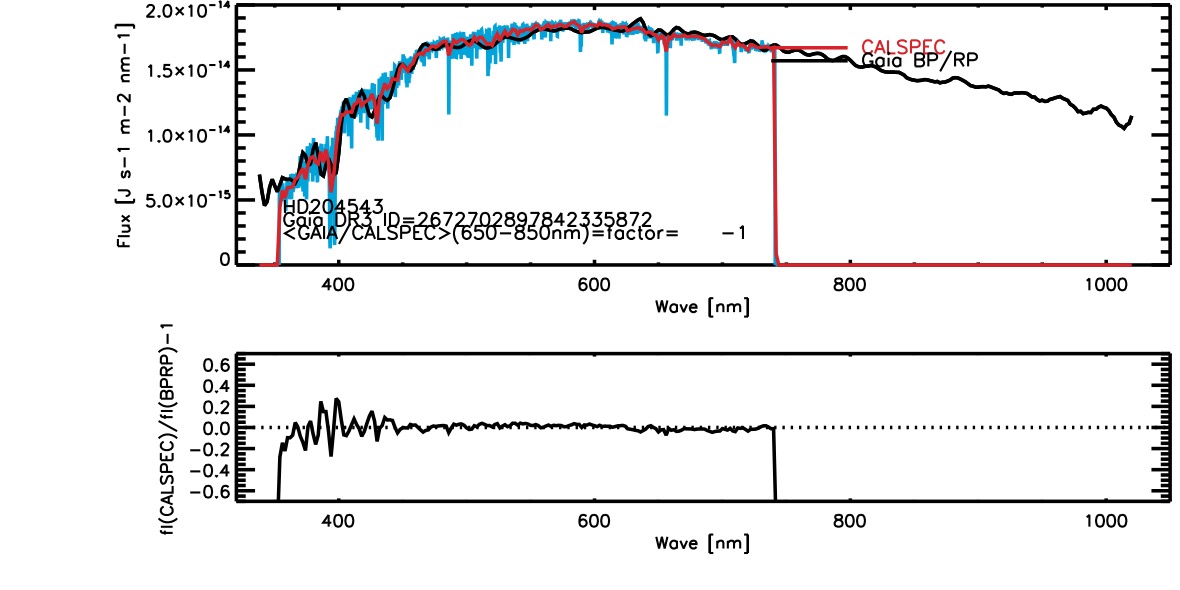 2.0×10−14
1.5×10−14
1.0×10−14
5.0×10−15
0
Flux [J s−1 m−2 nm−1]
CALSPEC
Gaia BP/RP
HD204543
Gaia DR3 ID=2672702897842335872
<GAIA/CALSPEC>(650−850nm)=factor= −1
400 600 800 1000
Wave [nm]
fl(CALSPEC)/fl(BPRP)−1
0.6
0.4
0.2
0.0
−0.2
−0.4
−0.6
400 600 800 1000
Wave [nm]